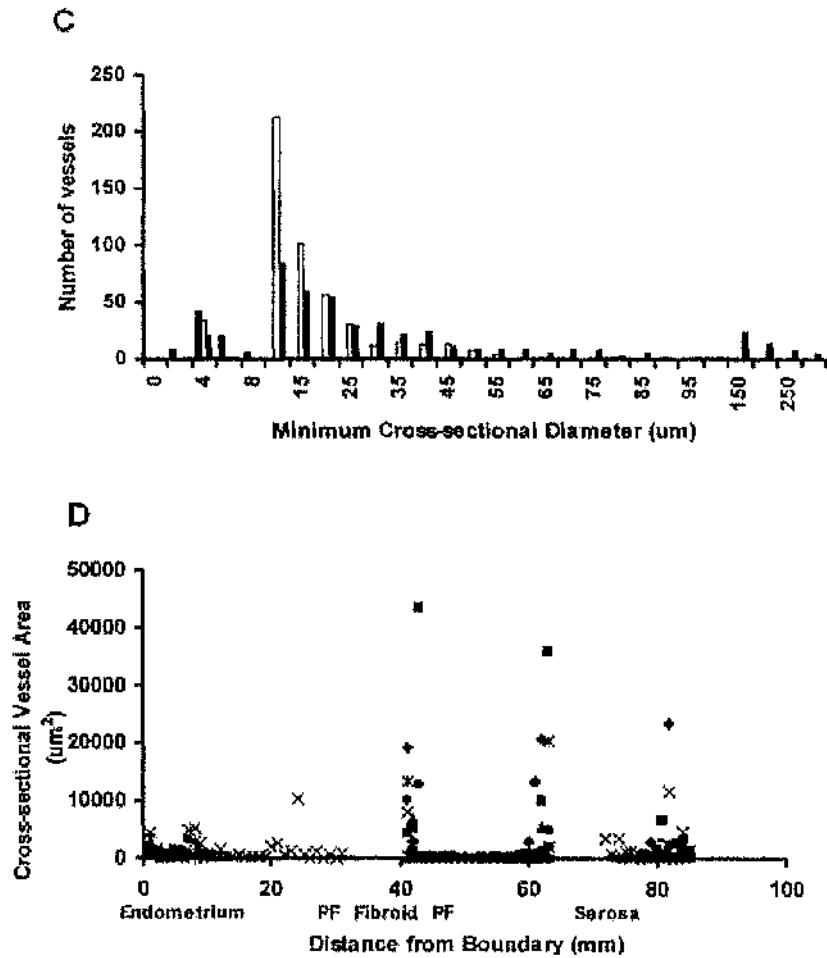 C
250
200
150
100
50
0
Number of vessels
0 4 8 15 25 35 45 55 65 75 85 95 150 250
Minimum Cross-sectional Diameter (um)
D
50000
40000
30000
20000
10000
0
Cross-sectional Vessel Area
(um²)
0 20 40 60 80 100
Endometrium PF Fibroid PF Serosa
Distance from Boundary (mm)